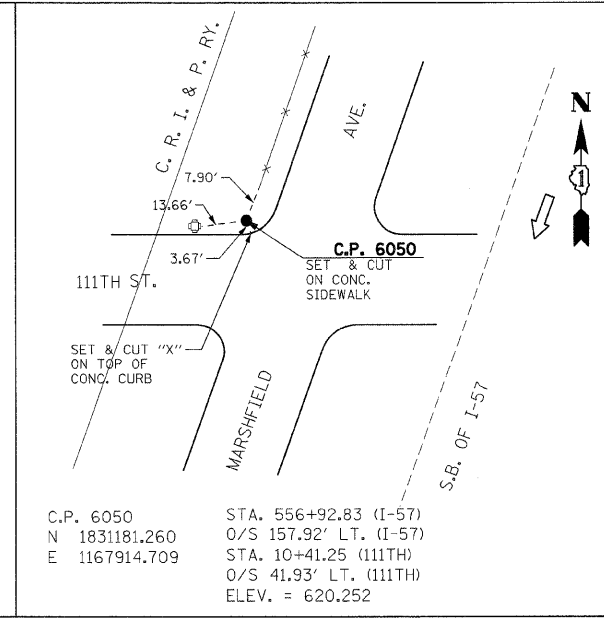 C. R. I. & P. RY.
AVE.
N
1
7.90'
13.66'
3.67'
C.P. 6050
SET & CUT
ON CONC.
SIDEWALK
111TH ST.
SET & CUT "X"
ON TOP OF
CONC. CURB
MARSHFIELD
S.B. OF I-57
C.P. 6050
N 1831181.260
E 1167914.709
STA. 556+92.83 (I-57)
O/S 157.92' LT. (I-57)
STA. 10+41.25 (111TH)
O/S 41.93' LT. (111TH)
ELEV. = 620.252